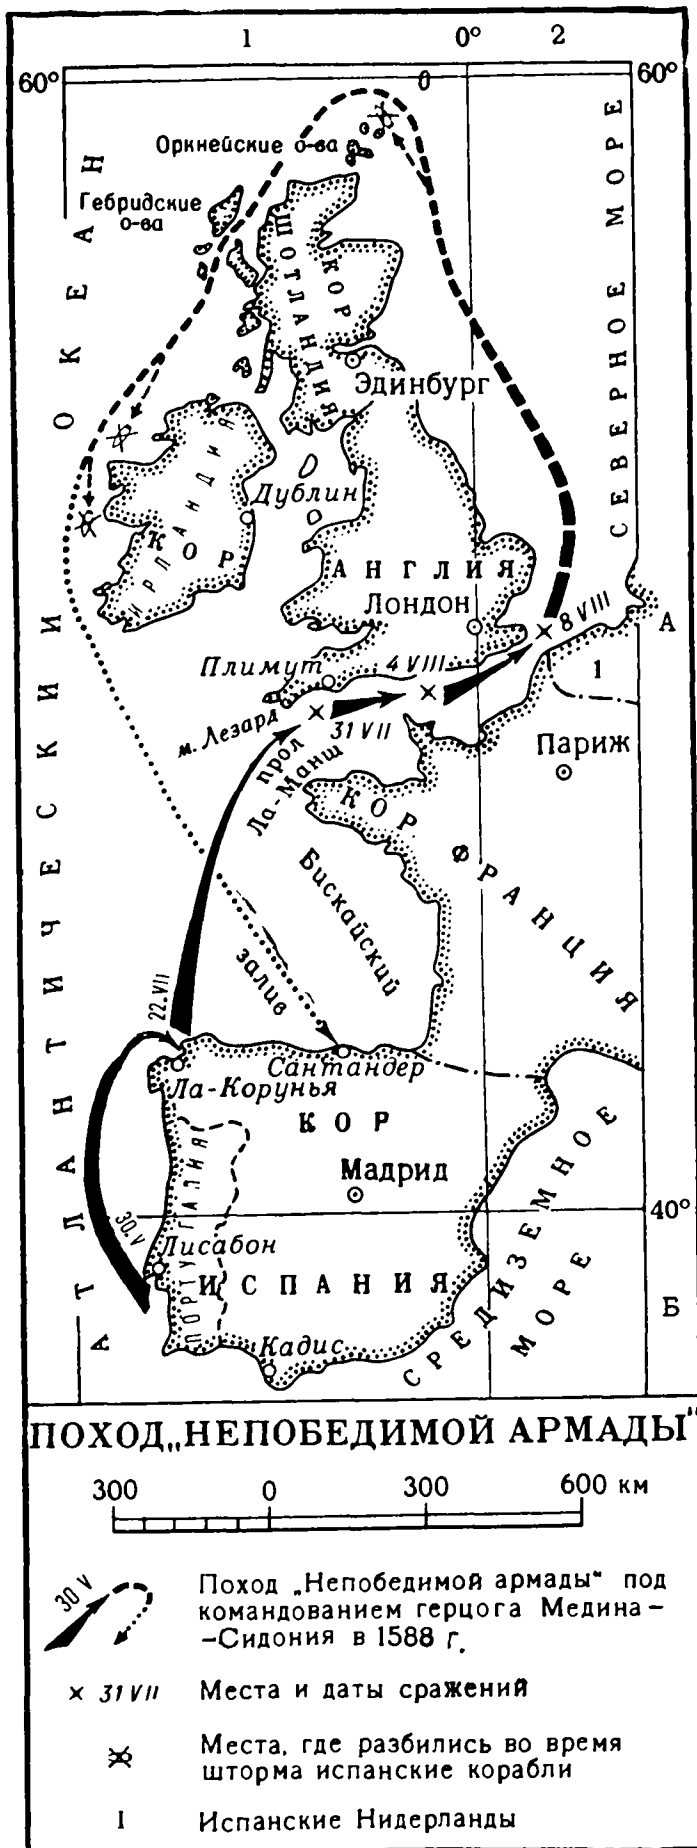 1 0° 2
60° 60°
Оркнейские о-ва
Гебридские
о-ва
ШОТЛАНДИЯ
КОР
Эдинбург
СЕВЕРНОЕ МОРЕ
АТЛАНТИЧЕСКИЙ ОКЕАН
ИРЛАНДИЯ
КОР
Дублин
АНГЛИЯ
Лондон
8 VIII
А
Плимут
4 VIII
I
м. Лезард
31 VII
прол
Ла-Манш
Париж
КОР ФРАНЦИЯ
Бискайский
залив
22.VII
Сантандер
Ла-Корунья
КОР
ПОРТУГАЛИЯ
Мадрид
СРЕДИЗЕМНОЕ
МОРЕ
40°
30.V
Лисабон
ИСПАНИЯ
Б
Кадис
ПОХОД „НЕПОБЕДИМОЙ АРМАДЫ"
300 0 300 600 км
30 V
Поход „Непобедимой армады" под
командованием герцога Медина-
-Сидония в 1588 г.
31 VII Места и даты сражений
Места, где разбились во время
шторма испанские корабли
I Испанские Нидерланды